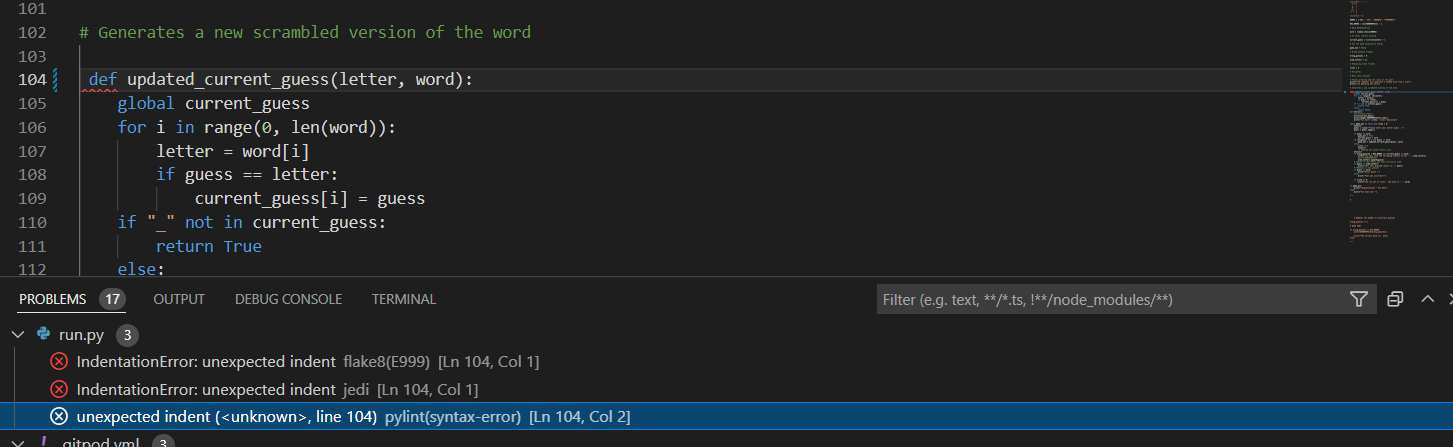 101
102 # Generates a new scrambled version of the word
103
104 def updated_current_guess(letter, word):
105 global current_guess
106 for i in range(0, len(word)):
107 letter = word[i]
108 if guess == letter:
109 current_guess[i] = guess
110 if "_" not in current_guess:
111 return True
112 else:
PROBLEMS 17 OUTPUT DEBUG CONSOLE TERMINAL Filter (e.g. text, **/*.ts, !**/node_modules/**)
run.py 3
IndentationError: unexpected indent flake8(E999) [Ln 104, Col 1]
IndentationError: unexpected indent jedi [Ln 104, Col 1]
unexpected indent (<unknown>, line 104) pylint(syntax-error) [Ln 104, Col 2]
! .gitpod.yml 3